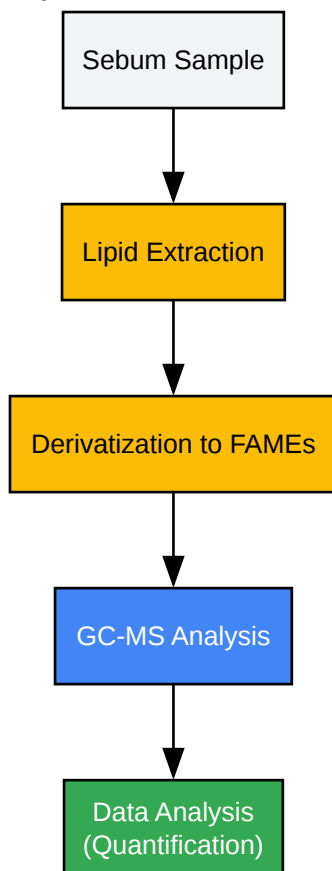 Sebum Sample
Lipid Extraction
Derivatization to FAMEs
GC-MS Analysis
Data Analysis
(Quantification)